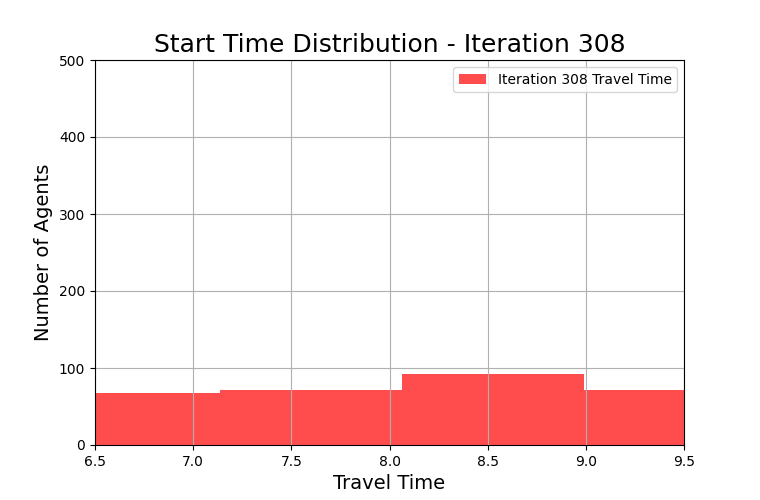 Start Time Distribution - Iteration 308
Iteration 308 Travel Time
Number of Agents
500
400
300
200
100
0
6.5 7.0 7.5 8.0 8.5 9.0 9.5
Travel Time